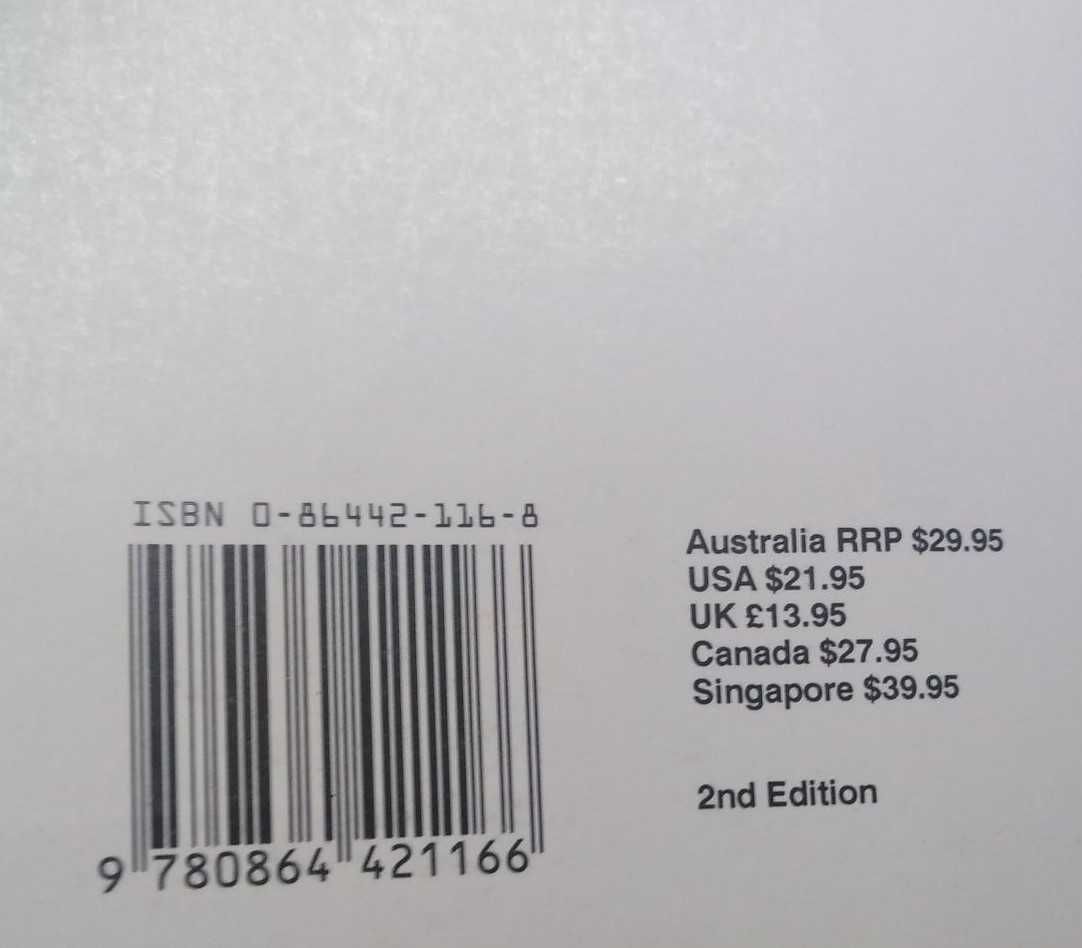 ISBN 0-86442-116-8
9 780864 421166
Australia RRP $29.95
USA $21.95
UK £13.95
Canada $27.95
Singapore $39.95
2nd Edition